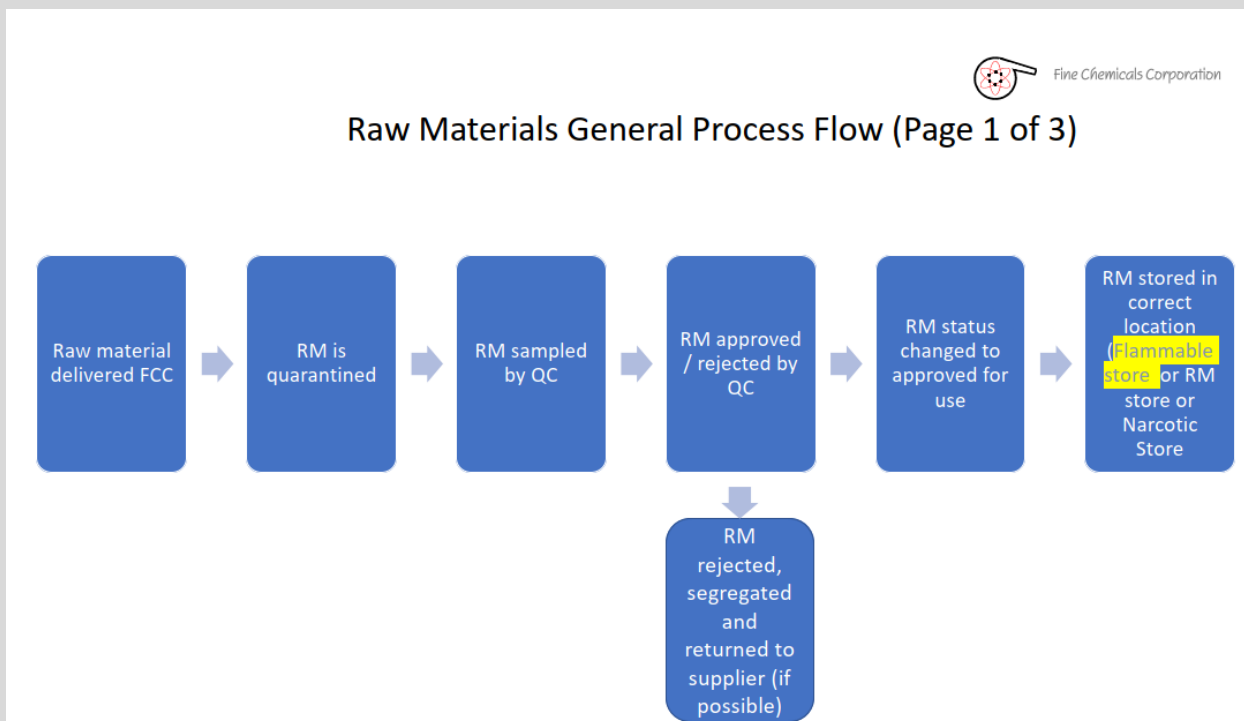 Fine Chemicals Corporation
Raw Materials General Process Flow (Page 1 of 3)
Raw material
delivered FCC
RM is
quarantined
RM sampled
by QC
RM approved
/ rejected by
QC
RM status
changed to
approved for
use
RM stored in
correct
location
(Flammable
store or RM
store or
Narcotic
Store
RM
rejected,
segregated
and
returned to
supplier (if
possible)